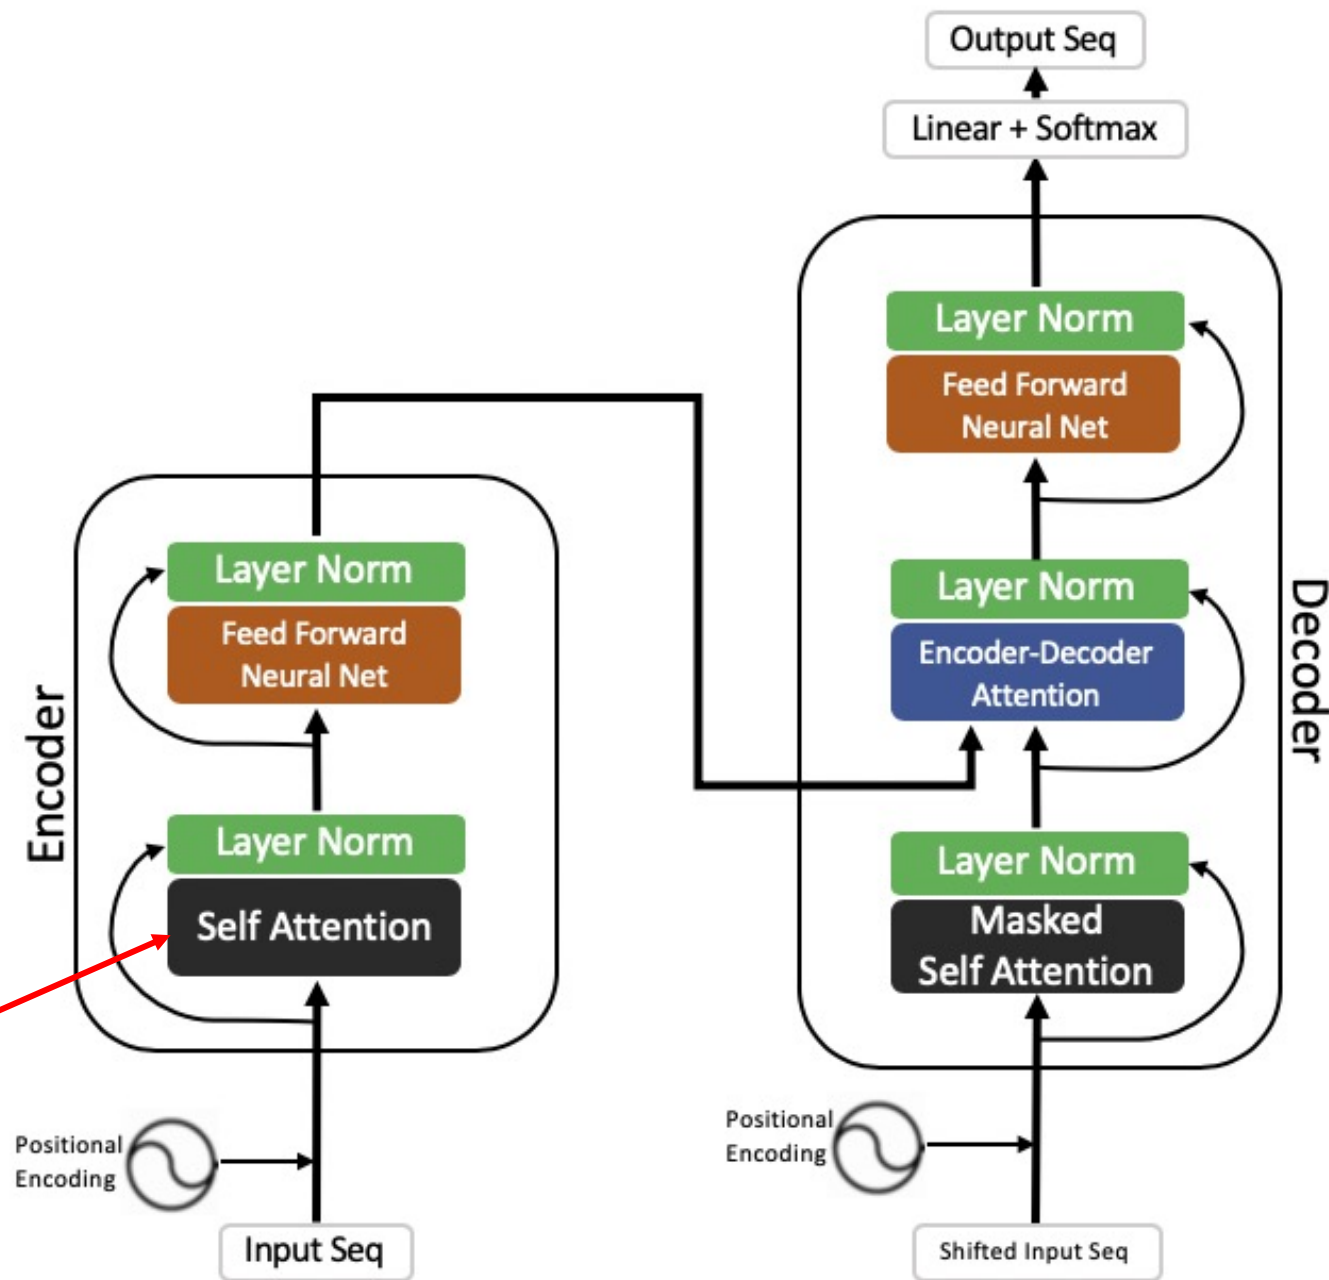 Output Seq
Linear + Softmax
Layer Norm
Feed Forward
Neural Net
Layer Norm
Encoder-Decoder
Attention
Layer Norm
Masked
Self Attention
Decoder
Positional
Encoding
Shifted Input Seq
Layer Norm
Feed Forward
Neural Net
Layer Norm
Self Attention
Encoder
Positional
Encoding
Input Seq